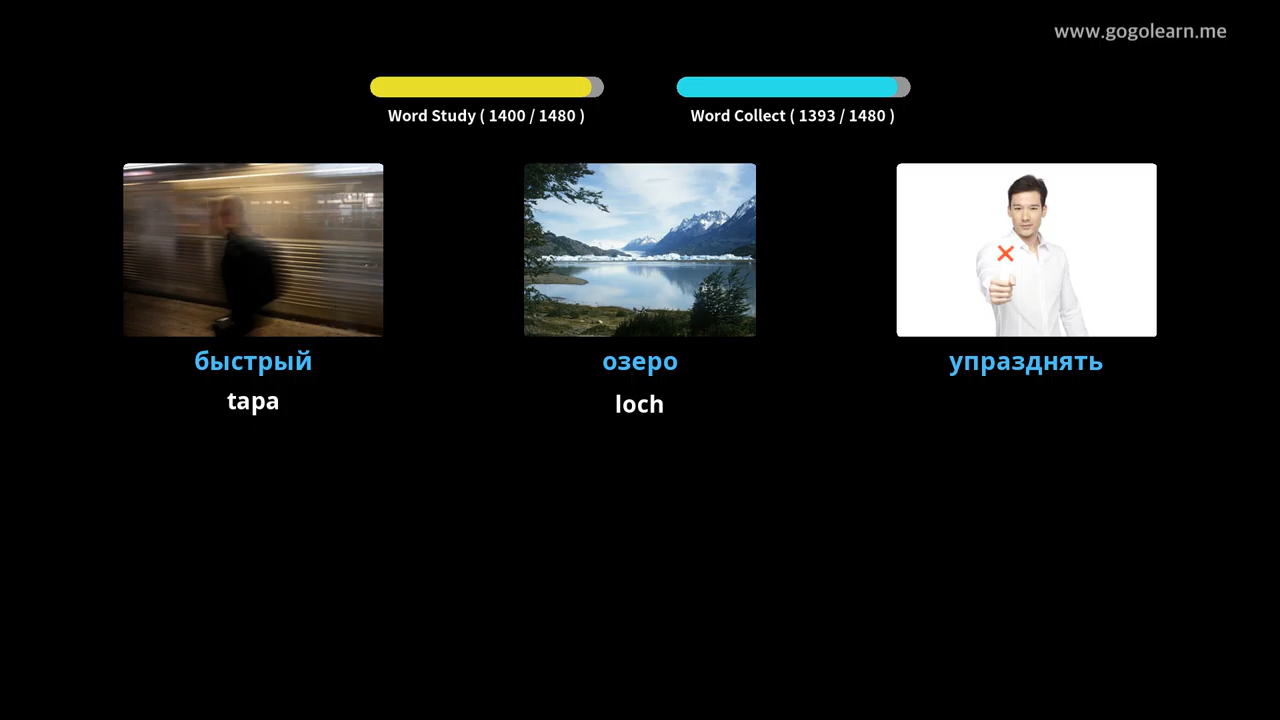 www.gogolearn.me
Word Study ( 1400 / 1480 )
Word Collect ( 1393 / 1480 )
быстрый
tapa
озеро
loch
упразднять